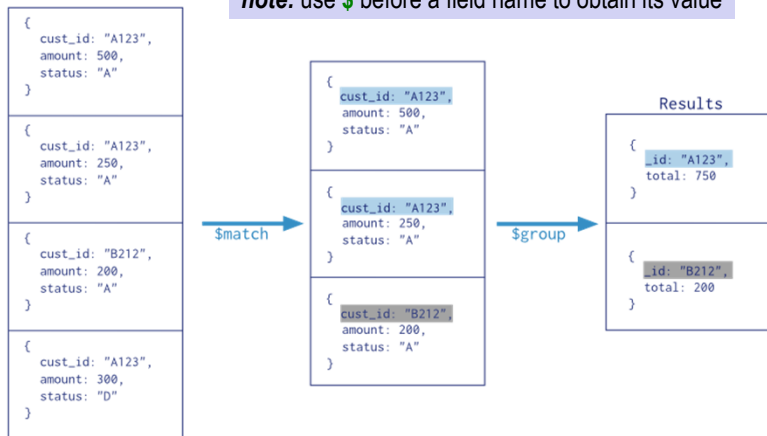 note: use $ before a field name to obtain its value
{
cust_id: "A123",
amount: 500,
status: "A"
}
{
cust_id: "A123",
amount: 250,
status: "A"
}
{
cust_id: "B212",
amount: 200,
status: "A"
}
{
cust_id: "A123",
amount: 300,
status: "D"
}
$match
{
cust_id: "A123",
amount: 500,
status: "A"
}
{
cust_id: "A123",
amount: 250,
status: "A"
}
{
cust_id: "B212",
amount: 200,
status: "A"
}
$group
Results
{
_id: "A123",
total: 750
}
{
_id: "B212",
total: 200
}